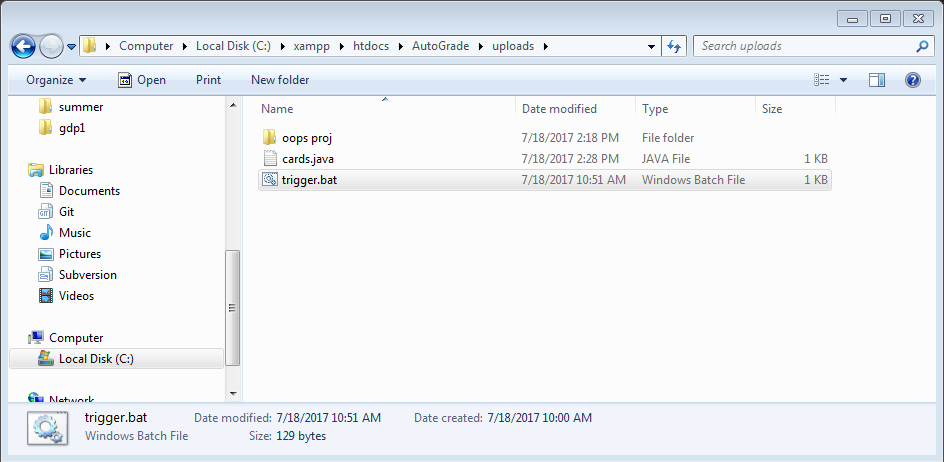 Computer Local Disk (C:) xampp htdocs AutoGrade uploads Search uploads
Organize Open Print New folder
summer
gdp1
Libraries
Documents
Git
Music
Pictures
Subversion
Videos
Computer
Local Disk (C:)
Network
Name Date modified Type Size
oops proj 7/18/2017 2:18 PM File folder
cards.java 7/18/2017 2:28 PM JAVA File 1 KB
trigger.bat 7/18/2017 10:51 AM Windows Batch File 1 KB
trigger.bat Date modified: 7/18/2017 10:51 AM Date created: 7/18/2017 10:00 AM
Windows Batch File Size: 129 bytes